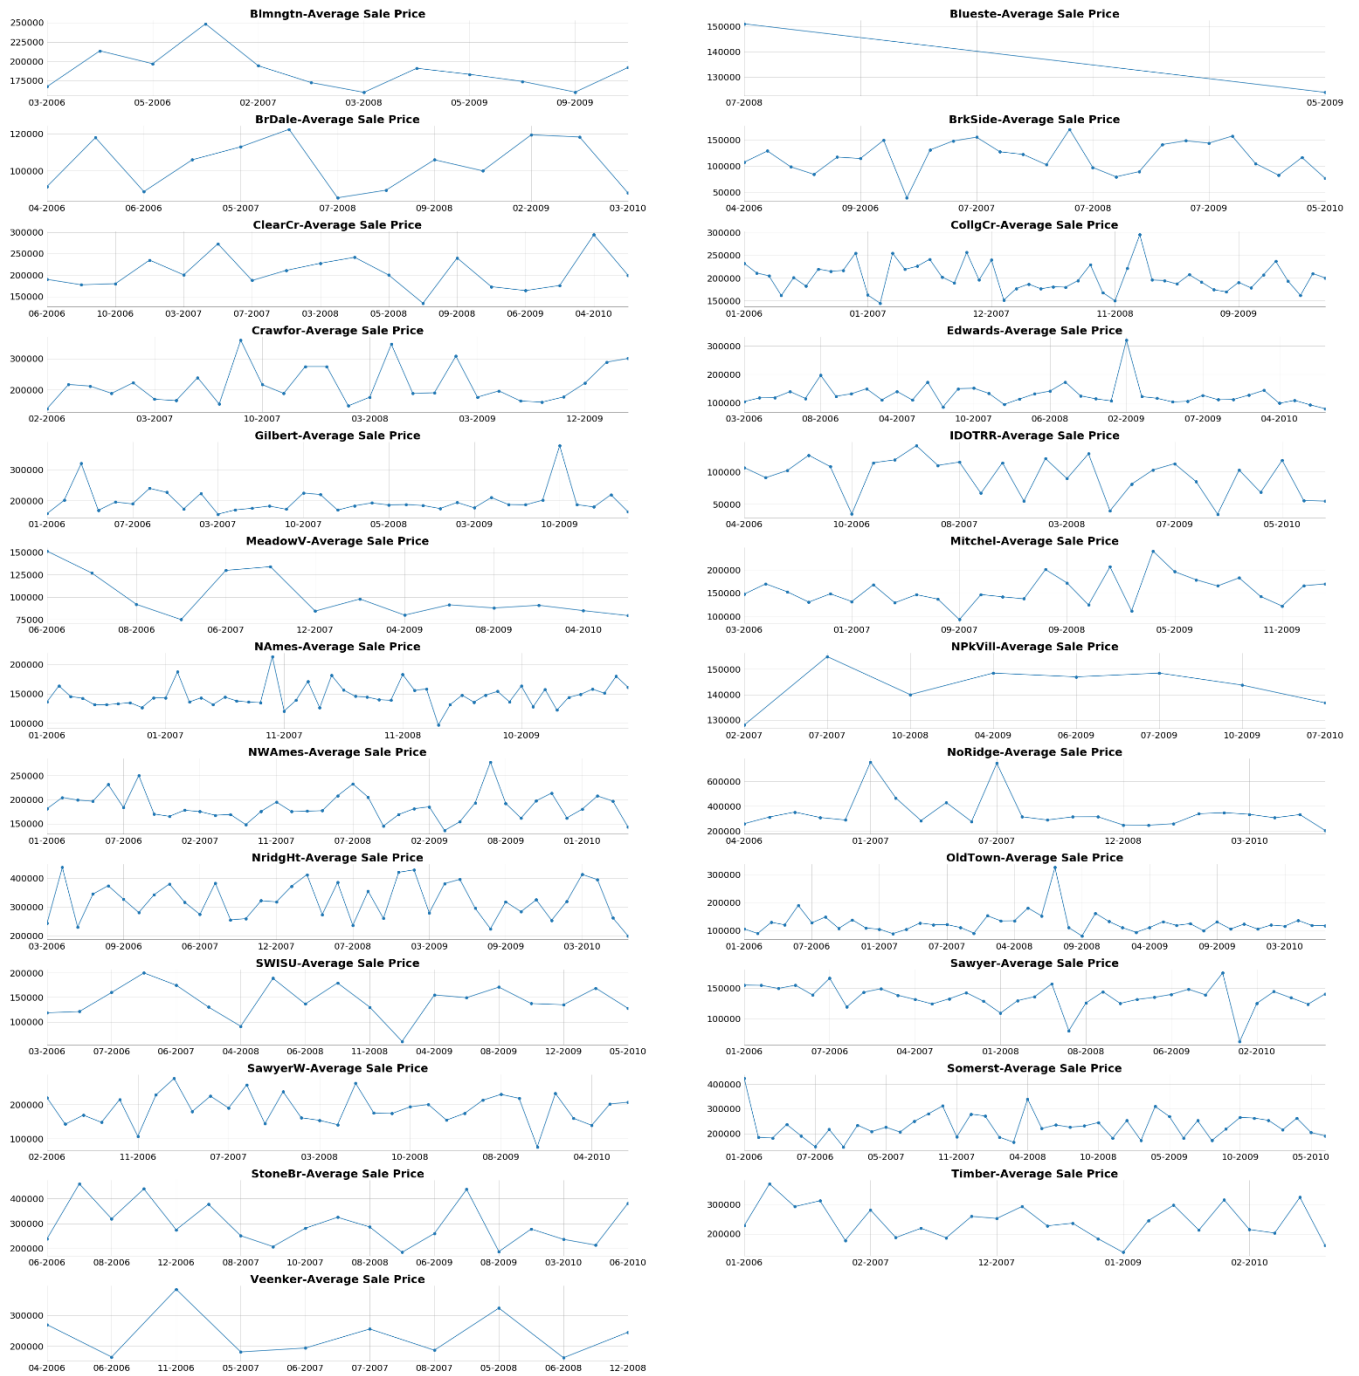 Blmngtn-Average Sale Price
250000
225000
200000
175000
03-2006 05-2006 02-2007 03-2008 05-2009 09-2009
Blueste-Average Sale Price
150000
140000
130000
07-2008 05-2009
BrDale-Average Sale Price
120000
100000
04-2006 06-2006 05-2007 07-2008 09-2008 02-2009 03-2010
BrkSide-Average Sale Price
150000
100000
50000
04-2006 09-2006 07-2007 07-2008 07-2009 05-2010
ClearCr-Average Sale Price
300000
250000
200000
150000
06-2006 10-2006 03-2007 07-2007 10-2007 05-2008 09-2008 06-2009 04-2010
CollgCr-Average Sale Price
300000
250000
200000
150000
01-2006 01-2007 12-2007 11-2008 09-2009
Crawfor-Average Sale Price
300000
200000
02-2006 03-2007 10-2007 03-2008 03-2009 12-2009
Edwards-Average Sale Price
300000
200000
100000
03-2006 08-2006 04-2007 10-2007 06-2008 02-2009 07-2009 04-2010
Gilbert-Average Sale Price
300000
200000
01-2006 07-2006 03-2007 10-2007 05-2008 03-2009 10-2009
IDOTRR-Average Sale Price
100000
50000
04-2006 10-2006 08-2007 03-2008 07-2009 05-2010
MeadowV-Average Sale Price
150000
125000
100000
75000
06-2006 08-2006 06-2007 12-2007 04-2009 08-2009 04-2010
Mitchel-Average Sale Price
200000
150000
100000
03-2006 01-2007 09-2007 09-2008 05-2009 11-2009
NAmes-Average Sale Price
200000
150000
100000
01-2006 01-2007 11-2007 11-2008 10-2009
NPkVill-Average Sale Price
150000
140000
130000
02-2007 07-2007 10-2008 04-2009 06-2009 07-2009 10-2009 07-2010
NWAmes-Average Sale Price
250000
200000
150000
01-2006 07-2006 02-2007 11-2007 07-2008 02-2009 09-2009 01-2010
NoRidge-Average Sale Price
600000
400000
200000
04-2006 01-2007 07-2007 12-2008 03-2010
NridgHt-Average Sale Price
400000
300000
200000
03-2006 09-2006 06-2007 12-2007 07-2008 03-2009 09-2009 03-2010
OldTown-Average Sale Price
300000
200000
100000
01-2006 07-2006 01-2007 07-2007 04-2008 09-2008 04-2009 09-2009 03-2010
SWISU-Average Sale Price
200000
150000
100000
03-2006 07-2006 06-2007 04-2008 06-2008 11-2008 04-2009 08-2009 12-2009 05-2010
Sawyer-Average Sale Price
150000
100000
01-2006 07-2006 04-2007 01-2008 08-2008 06-2009 02-2010
SawyerW-Average Sale Price
200000
100000
02-2006 11-2006 07-2007 03-2008 10-2008 08-2009 04-2010
Somerst-Average Sale Price
400000
300000
200000
01-2006 07-2006 05-2007 11-2007 04-2008 10-2008 05-2009 10-2009 05-2010
StoneBr-Average Sale Price
400000
300000
200000
06-2006 08-2006 12-2006 08-2007 10-2007 08-2008 06-2009 08-2009 03-2010 06-2010
Timber-Average Sale Price
300000
200000
01-2006 02-2007 12-2007 01-2009 02-2010
Veenker-Average Sale Price
300000
200000
04-2006 06-2006 11-2006 05-2007 06-2007 07-2007 08-2007 05-2008 06-2008 12-2008